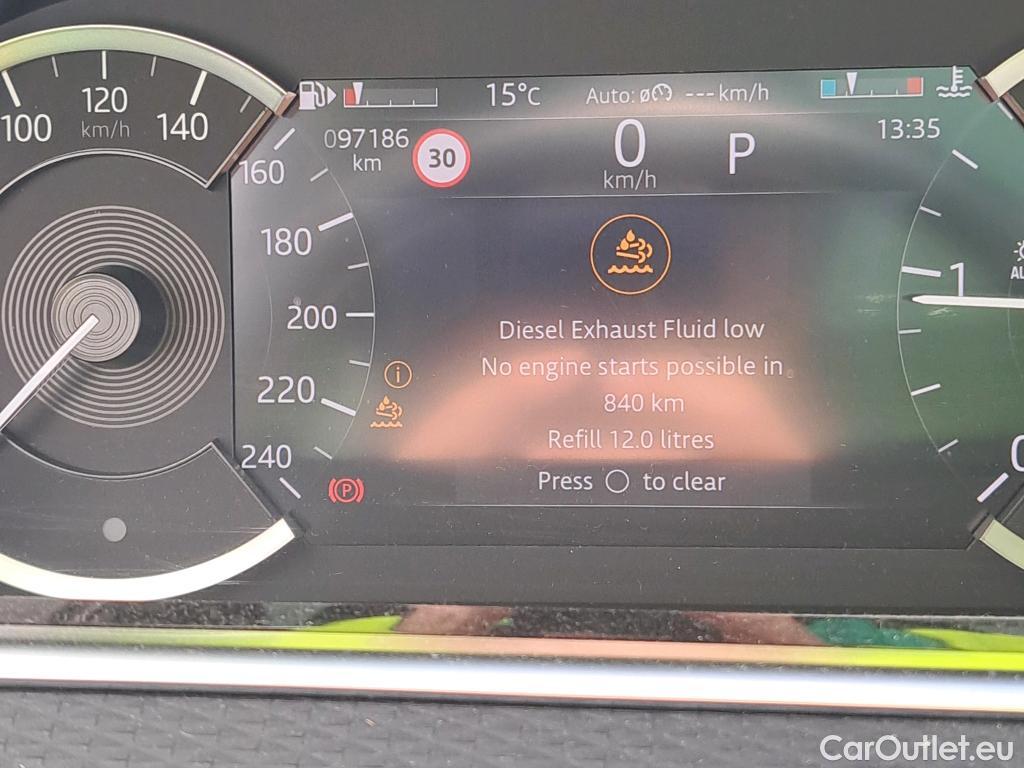 15°C
Auto: ø
--- km/h
097186
km
30
0
km/h
P
13:35
100
120
km/h
140
160
180
200
220
240
1
0
i
Diesel Exhaust Fluid low
No engine starts possible in
840 km
Refill 12.0 litres
Press ◯ to clear
P
CarOutlet.eu